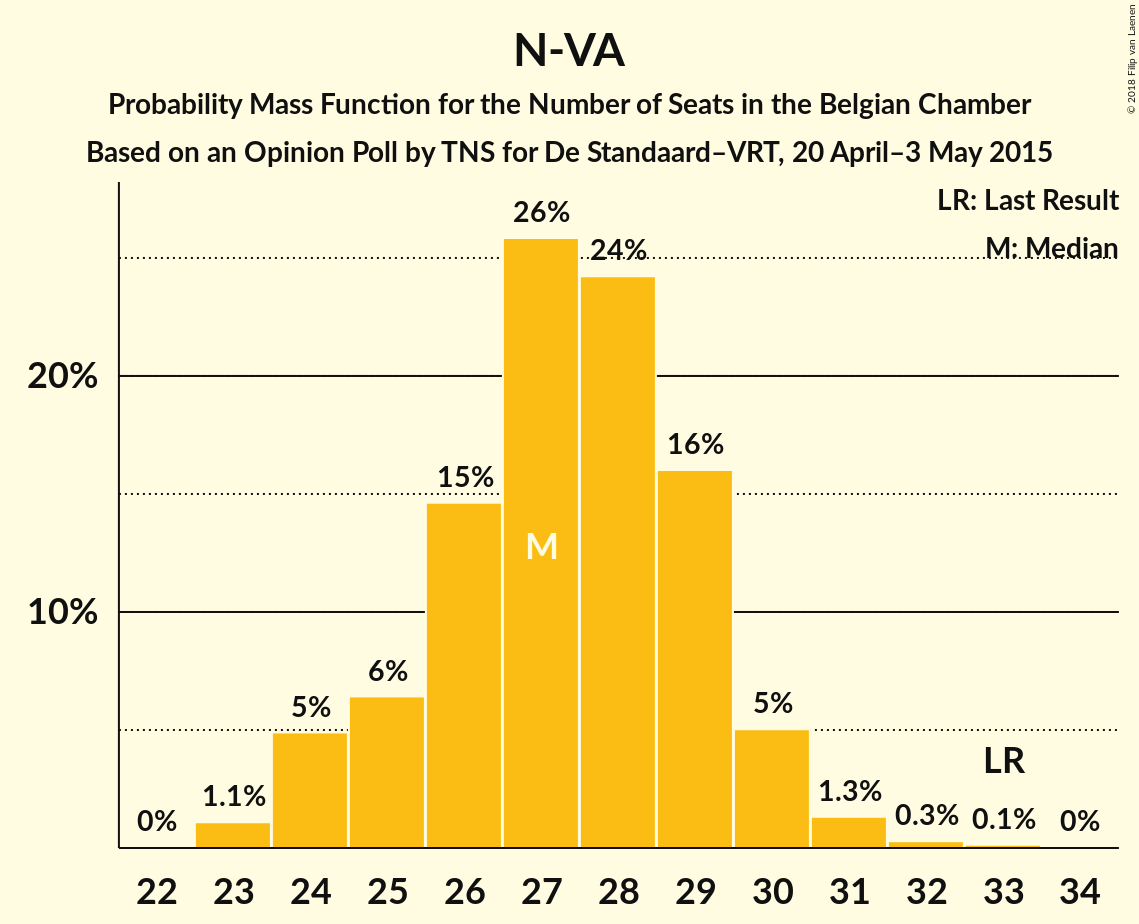 N-VA
Probability Mass Function for the Number of Seats in the Belgian Chamber
Based on an Opinion Poll by TNS for De Standaard–VRT, 20 April–3 May 2015
© 2018 Filip van Laenen
LR: Last Result
M: Median
26%
24%
20%
16%
15%
M
10%
6%
5%
5%
LR
1.1%
1.3%
0%
0.3%
0.1%
0%
22 23 24 25 26 27 28 29 30 31 32 33 34